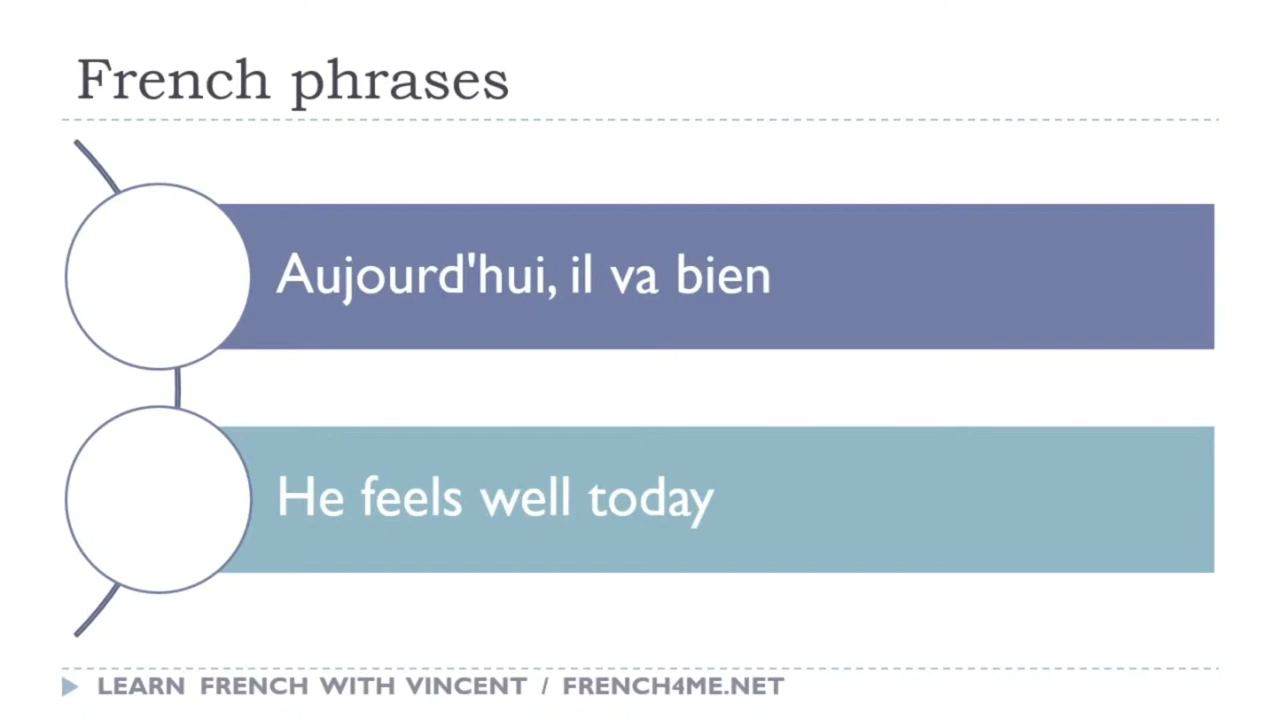 French phrases
Aujourd'hui, il va bien
He feels well today
LEARN FRENCH WITH VINCENT / FRENCH4ME.NET